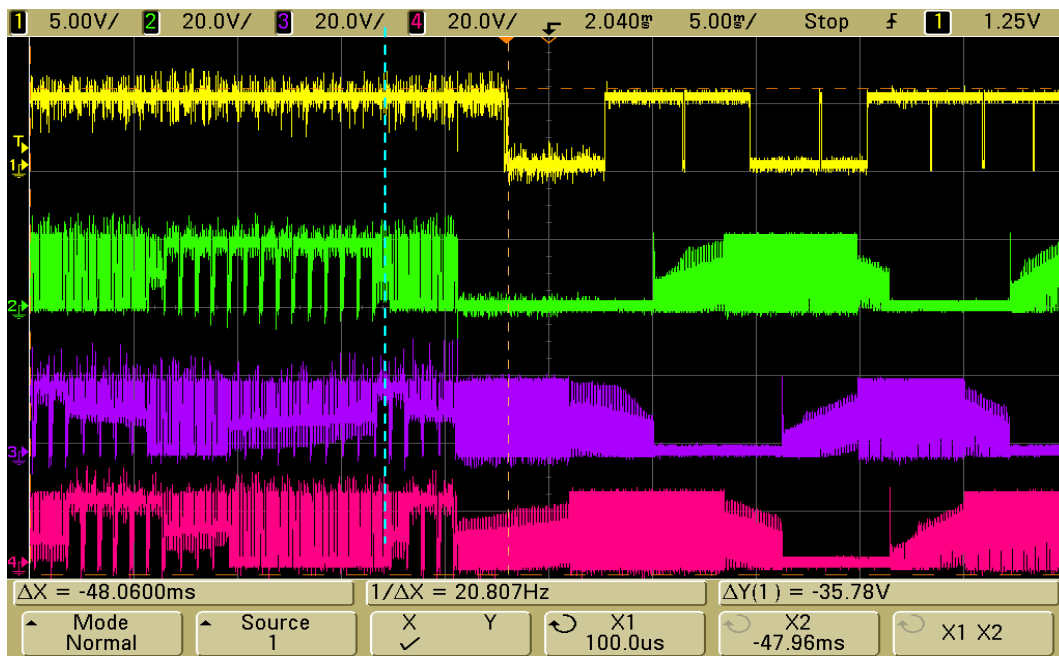 1 5.00V/ 2 20.0V/ 3 20.0V/ 4 20.0V/ 2.040ms 5.00ms/ Stop 1 1.25V
T
1
2
3
4
ΔX = -48.0600ms 1/ΔX = 20.807Hz ΔY(1) = -35.78V
Mode Source X Y X1 X2 X1 X2
Normal 1 ✓ 100.0us -47.96ms